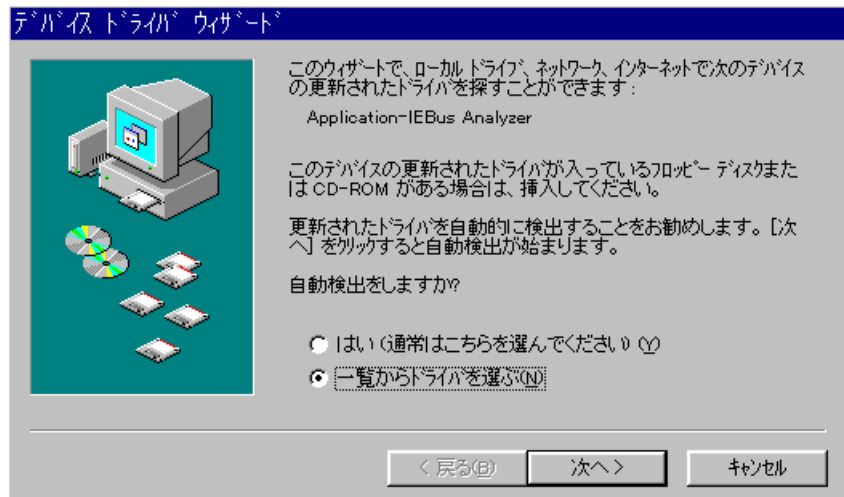 デバイス ドライバ ウィザード
このウィザードで、ローカル ドライブ、ネットワーク、インターネットで次のデバイス
の更新されたドライバを探すことができます:
Application-IEBus Analyzer
このデバイスの更新されたドライバが入っているフロッピー ディスクまた
は CD-ROM がある場合は、挿入してください。
更新されたドライバを自動的に検出することをお勧めします。[次
へ] をクリックすると自動検出が始まります。
自動検出をしますか?
はい (通常はこちらを選んでください) (Y)
一覧からドライバを選ぶ(N)
< 戻る(B)
次へ >
キャンセル